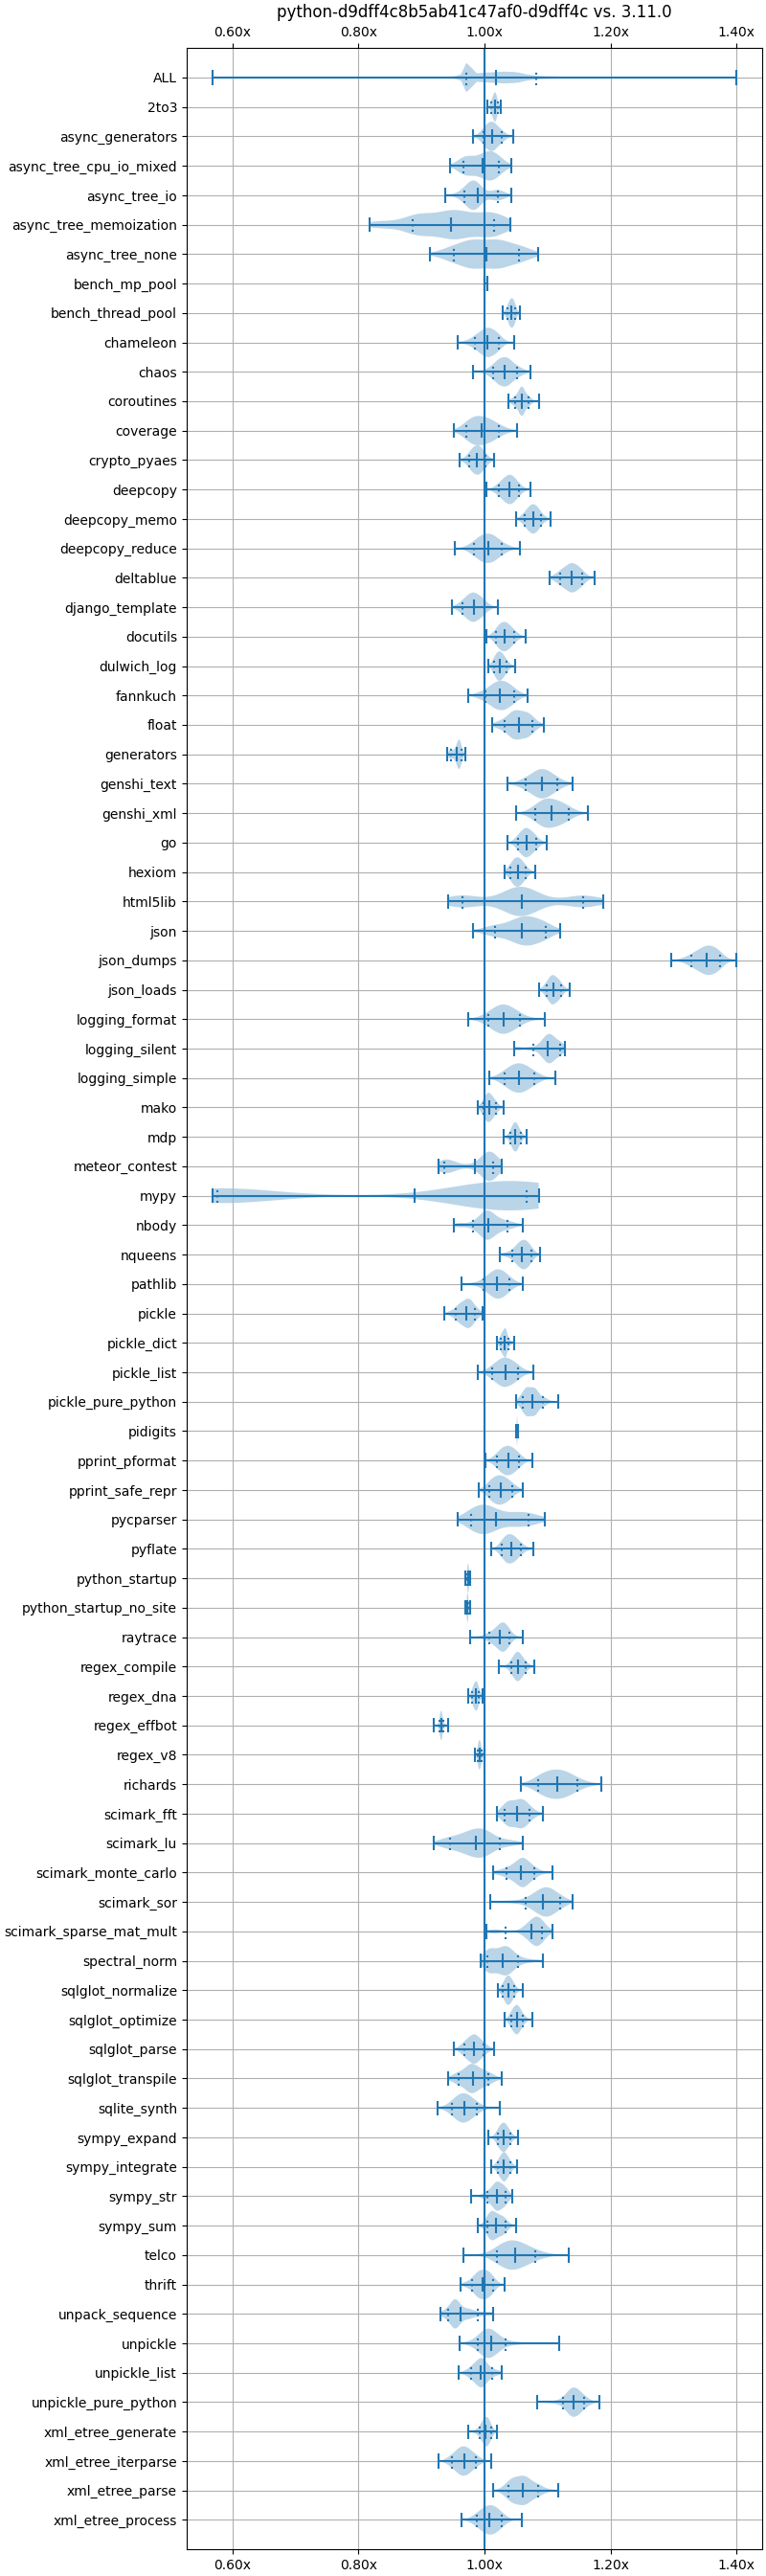 python-d9dff4c8b5ab41c47af0-d9dff4c vs. 3.11.0
0.60x 0.80x 1.00x 1.20x 1.40x
ALL
2to3
async_generators
async_tree_cpu_io_mixed
async_tree_io
async_tree_memoization
async_tree_none
bench_mp_pool
bench_thread_pool
chameleon
chaos
coroutines
coverage
crypto_pyaes
deepcopy
deepcopy_memo
deepcopy_reduce
deltablue
django_template
docutils
dulwich_log
fannkuch
float
generators
genshi_text
genshi_xml
go
hexiom
html5lib
json
json_dumps
json_loads
logging_format
logging_silent
logging_simple
mako
mdp
meteor_contest
mypy
nbody
nqueens
pathlib
pickle
pickle_dict
pickle_list
pickle_pure_python
pidigits
pprint_pformat
pprint_safe_repr
pycparser
pyflate
python_startup
python_startup_no_site
raytrace
regex_compile
regex_dna
regex_effbot
regex_v8
richards
scimark_fft
scimark_lu
scimark_monte_carlo
scimark_sor
scimark_sparse_mat_mult
spectral_norm
sqlglot_normalize
sqlglot_optimize
sqlglot_parse
sqlglot_transpile
sqlite_synth
sympy_expand
sympy_integrate
sympy_str
sympy_sum
telco
thrift
unpack_sequence
unpickle
unpickle_list
unpickle_pure_python
xml_etree_generate
xml_etree_iterparse
xml_etree_parse
xml_etree_process
0.60x 0.80x 1.00x 1.20x 1.40x